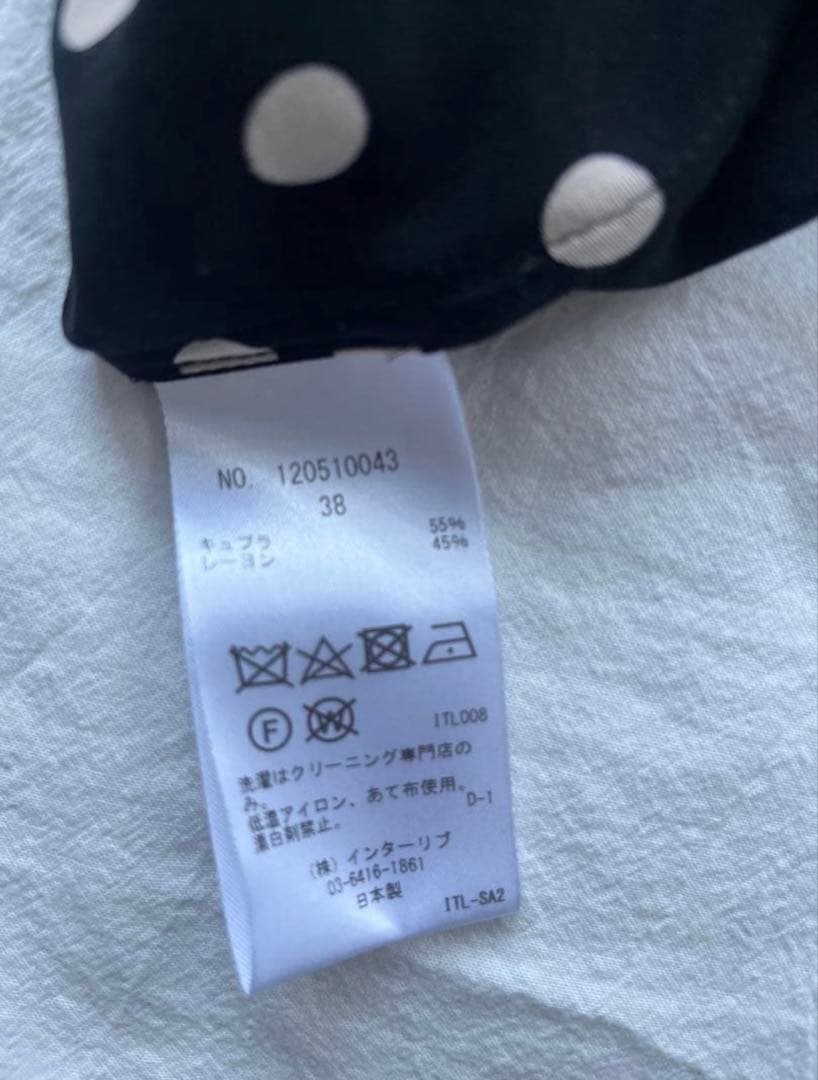 NO. 120510043
38
キュプラ 55%
レーヨン 45%
F W
ITL008
洗濯はクリーニング専門店の
み。
低温アイロン、あて布使用。
漂白剤禁止。 D-1
(株)インターリブ
03-6416-1861
日本製
ITL-SA2